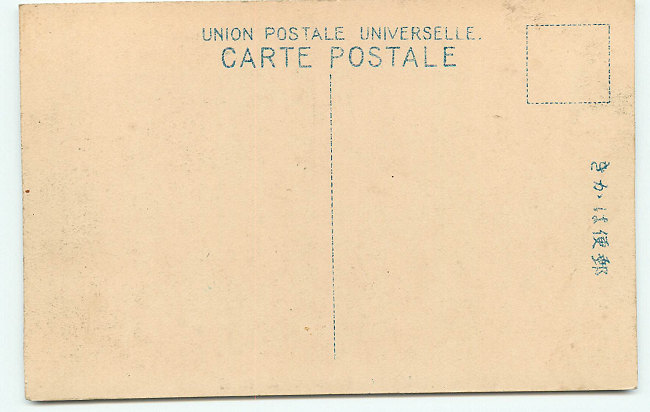 UNION POSTALE UNIVERSELLE.
CARTE POSTALE
郵便はかき